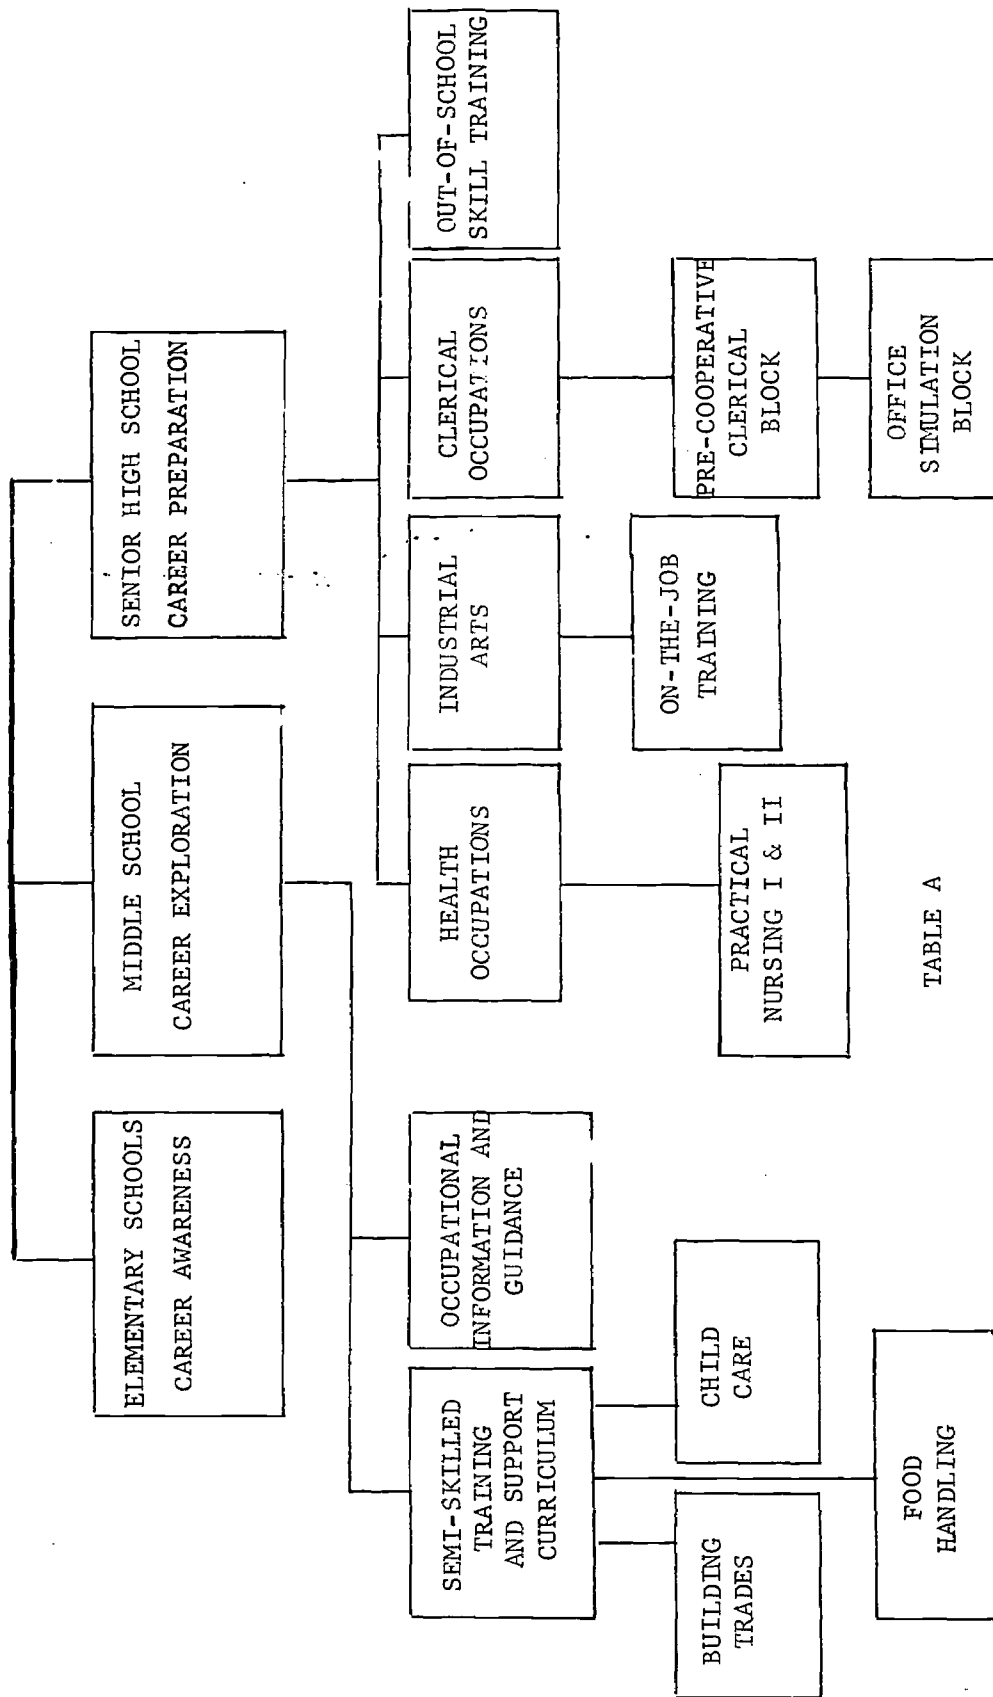 ELEMENTARY SCHOOLS
CAREER AWARENESS
MIDDLE SCHOOL
CAREER EXPLORATION
SENIOR HIGH SCHOOL
CAREER PREPARATION
SEMI-SKILLED
TRAINING
AND SUPPORT
CURRICULUM
OCCUPATIONAL
INFORMATION AND
GUIDANCE
HEALTH
OCCUPATIONS
INDUSTRIAL
ARTS
CLERICAL
OCCUPATIONS
OUT-OF-SCHOOL
SKILL TRAINING
BUILDING
TRADES
CHILD
CARE
FOOD
HANDLING
PRACTICAL
NURSING I & II
ON-THE-JOB
TRAINING
PRE-COOPERATIVE
CLERICAL
BLOCK
OFFICE
SIMULATION
BLOCK
TABLE A